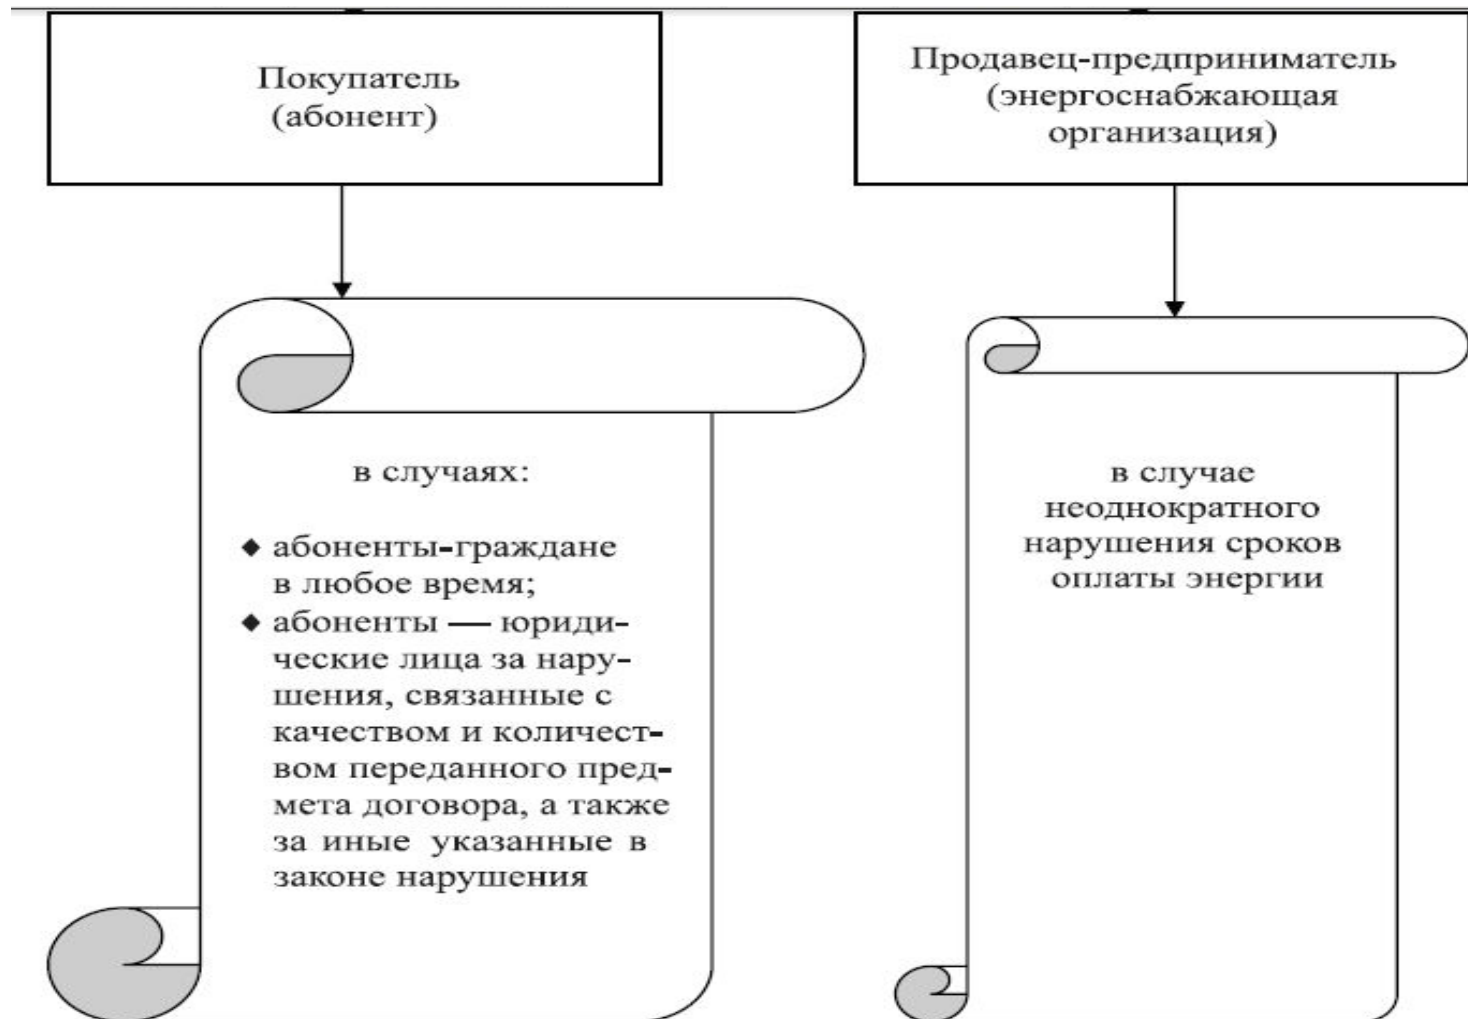 Покупатель
(абонент)
Продавец-предприниматель
(энергоснабжающая
организация)
в случаях:
◆ абоненты-граждане
в любое время;
◆ абоненты — юриди-
ческие лица за нару-
шения, связанные с
качеством и количест-
вом переданного пред-
мета договора, а также
за иные указанные в
законе нарушения
в случае
неоднократного
нарушения сроков
оплаты энергии